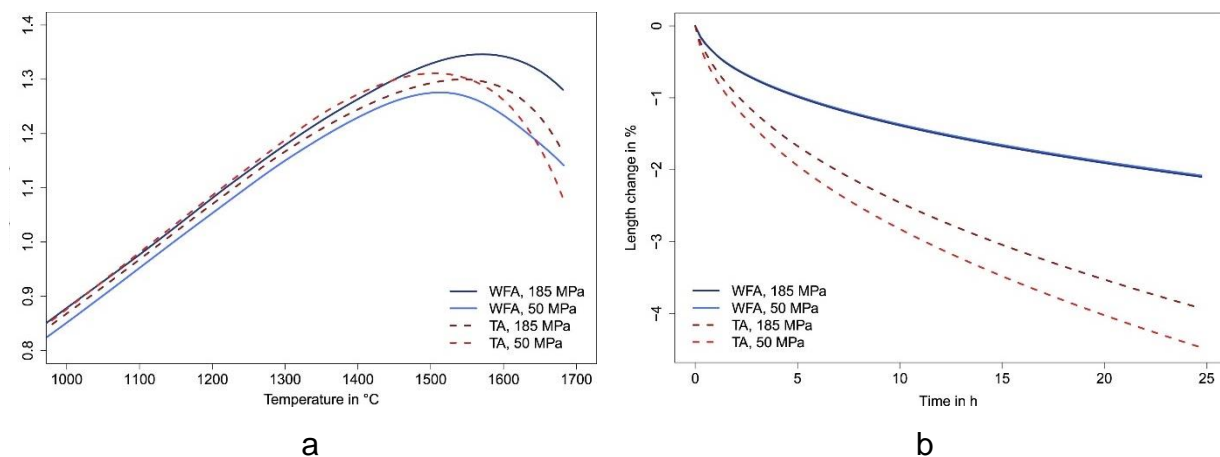 1.4
1.3
1.2
1.1
1.0
0.9
0.8
1000 1100 1200 1300 1400 1500 1600 1700
Temperature in °C
WFA, 185 MPa
WFA, 50 MPa
TA, 185 MPa
TA, 50 MPa
a
0
-1
-2
-3
-4
Length change in %
0 5 10 15 20 25
Time in h
WFA, 185 MPa
WFA, 50 MPa
TA, 185 MPa
TA, 50 MPa
b